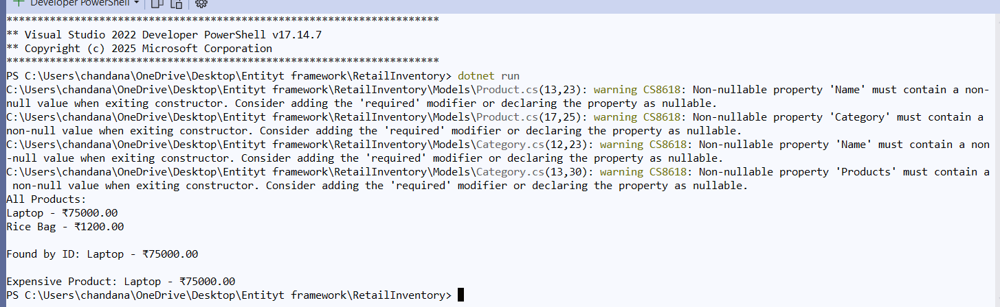 Developer PowerShell
**********************************************************************
** Visual Studio 2022 Developer PowerShell v17.14.7
** Copyright (c) 2025 Microsoft Corporation
**********************************************************************
PS C:\Users\chandana\OneDrive\Desktop\Entityt framework\RetailInventory> dotnet run
C:\Users\chandana\OneDrive\Desktop\Entityt framework\RetailInventory\Models\Product.cs(13,23): warning CS8618: Non-nullable property 'Name' must contain a non-
null value when exiting constructor. Consider adding the 'required' modifier or declaring the property as nullable.
C:\Users\chandana\OneDrive\Desktop\Entityt framework\RetailInventory\Models\Product.cs(17,25): warning CS8618: Non-nullable property 'Category' must contain a
non-null value when exiting constructor. Consider adding the 'required' modifier or declaring the property as nullable.
C:\Users\chandana\OneDrive\Desktop\Entityt framework\RetailInventory\Models\Category.cs(12,23): warning CS8618: Non-nullable property 'Name' must contain a non
-null value when exiting constructor. Consider adding the 'required' modifier or declaring the property as nullable.
C:\Users\chandana\OneDrive\Desktop\Entityt framework\RetailInventory\Models\Category.cs(13,30): warning CS8618: Non-nullable property 'Products' must contain a
 non-null value when exiting constructor. Consider adding the 'required' modifier or declaring the property as nullable.
All Products:
Laptop - ₹75000.00
Rice Bag - ₹1200.00

Found by ID: Laptop - ₹75000.00

Expensive Product: Laptop - ₹75000.00
PS C:\Users\chandana\OneDrive\Desktop\Entityt framework\RetailInventory>